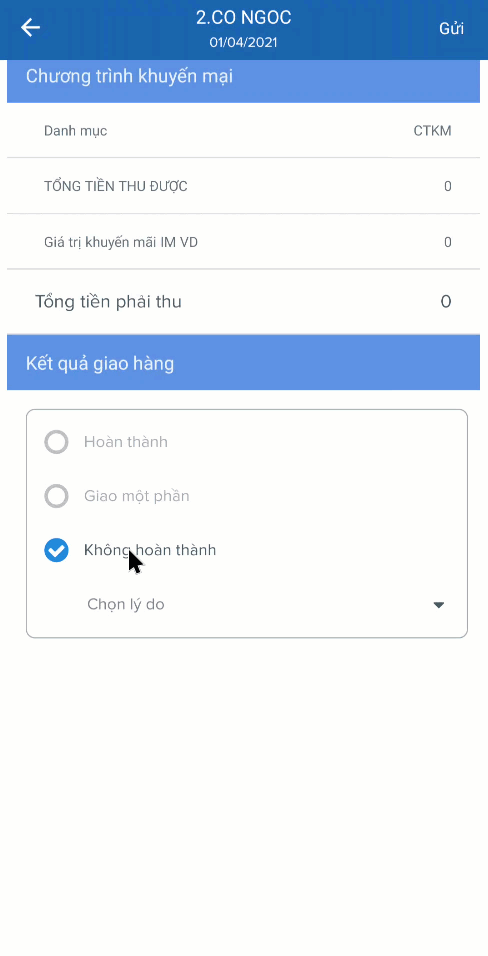 2.CO NGOC
01/04/2021
Gửi
Chương trình khuyến mại
Danh mục CTKM
TỔNG TIỀN THU ĐƯỢC 0
Giá trị khuyến mãi IM VD 0
Tổng tiền phải thu 0
Kết quả giao hàng
Hoàn thành
Giao một phần
Không hoàn thành
Chọn lý do